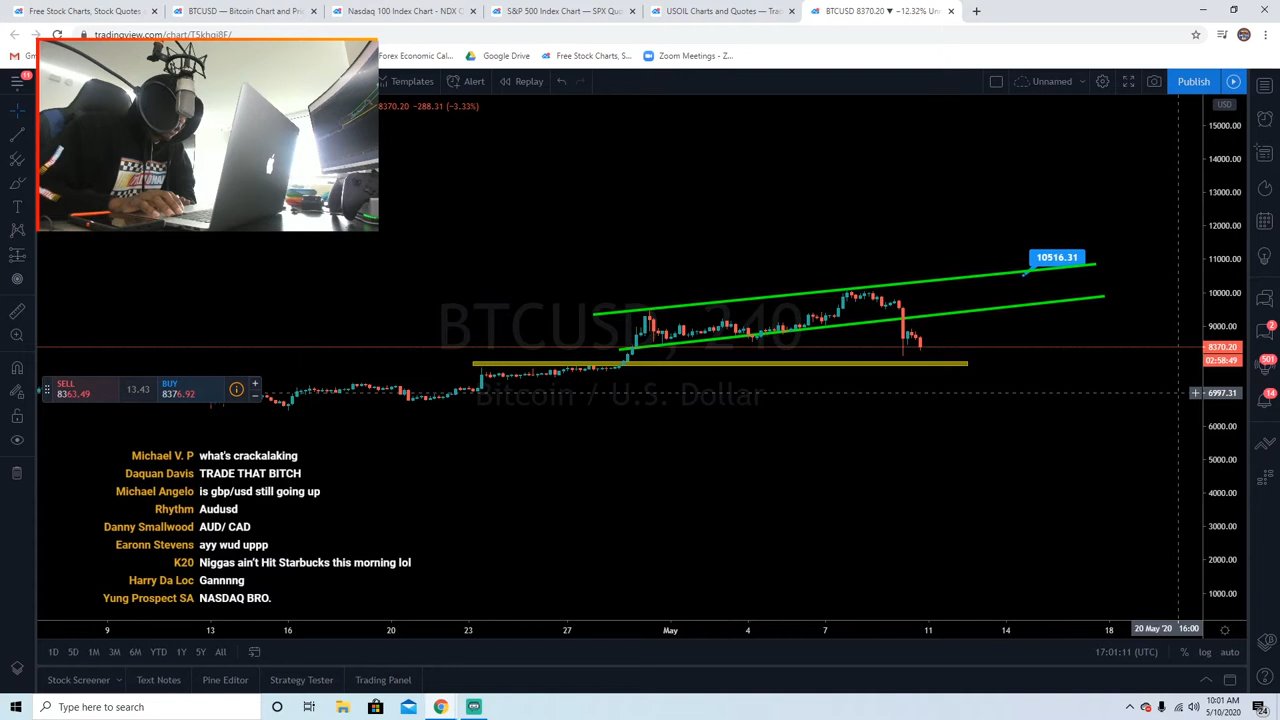 Free Stock Charts, Stock Quotes
BTCUSD — Bitcoin Chart and Pri
Nasdaq 100 Index Chart - NDX
S&P 500 Index Chart — SPX Quo
USOIL Charts and Quotes — Tra
BTCUSD 8370.20 ▼ −12.32% Un
tradingview.com/chart/T5khqi8F/
Gm
Forex Economic Cal...
Google Drive
Free Stock Charts, S...
Zoom Meetings - Z...
11
Templates
Alert
Replay
Unnamed
Publish
8370.20 −288.31 (−3.33%)
USD
15000.00
14000.00
13000.00
12000.00
11000.00
10516.31
10000.00
9000.00
BTCUSD, 240
8370.20
02:58:49
Bitcoin / U.S. Dollar
SELL
8363.49
13.43
BUY
8376.92
6997.31
6000.00
5000.00
4000.00
3000.00
2000.00
1000.00
2
501
14
Michael V. P what's crackalaking
Daquan Davis TRADE THAT BITCH
Michael Angelo is gbp/usd still going up
Rhythm Audusd
Danny Smallwood AUD/ CAD
Earonn Stevens ayy wud uppp
K20 Niggas ain't Hit Starbucks this morning lol
Harry Da Loc Gannnng
Yung Prospect SA NASDAQ BRO.
9 13 16 20 23 27 May 4 7 11 14 18
20 May '20 16:00
1D 5D 1M 3M 6M YTD 1Y 5Y All
17:01:11 (UTC) % log auto
Stock Screener Text Notes Pine Editor Strategy Tester Trading Panel
Type here to search
10:01 AM
5/10/2020
24